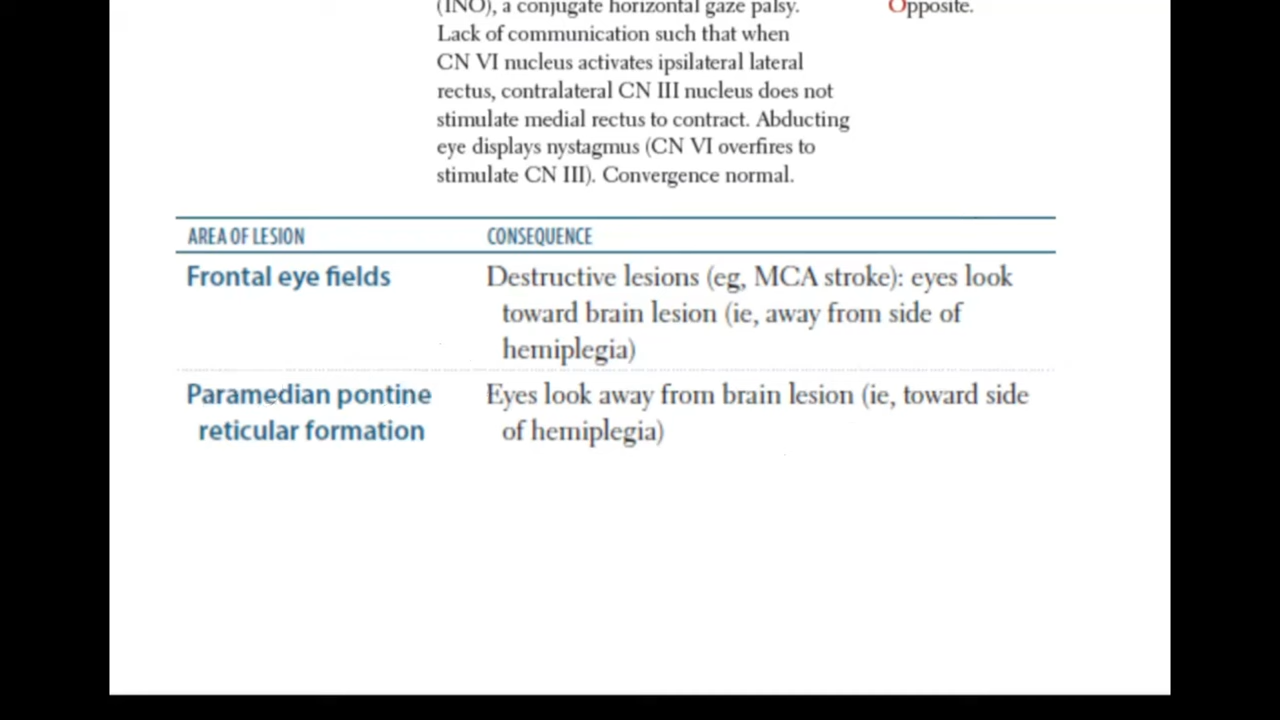 (INO), a conjugate horizontal gaze palsy.
Opposite.
Lack of communication such that when
CN VI nucleus activates ipsilateral lateral
rectus, contralateral CN III nucleus does not
stimulate medial rectus to contract. Abducting
eye displays nystagmus (CN VI overfires to
stimulate CN III). Convergence normal.
AREA OF LESION
CONSEQUENCE
Frontal eye fields
Destructive lesions (eg, MCA stroke): eyes look
toward brain lesion (ie, away from side of
hemiplegia)
Paramedian pontine
reticular formation
Eyes look away from brain lesion (ie, toward side
of hemiplegia)